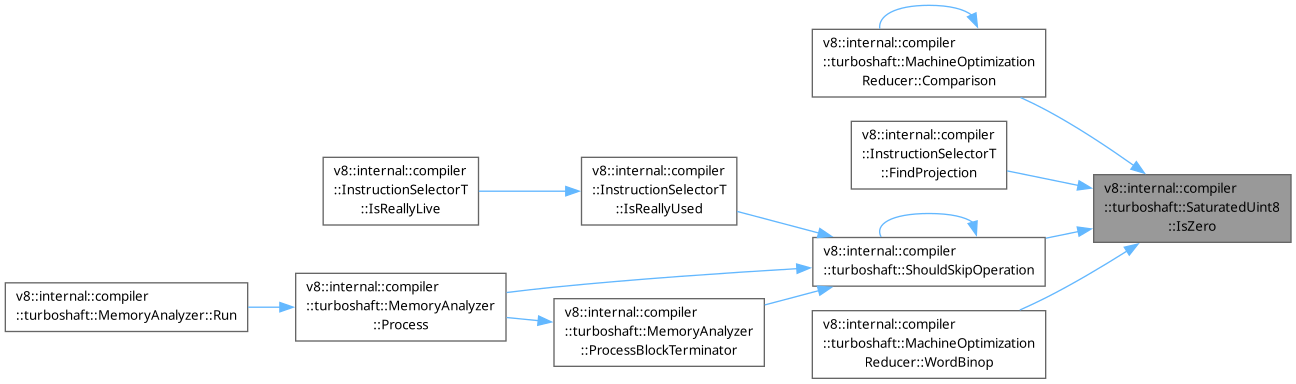 v8::internal::compiler
::turboshaft::MachineOptimization
Reducer::Comparison
v8::internal::compiler
::InstructionSelectorT
::FindProjection
v8::internal::compiler
::InstructionSelectorT
::IsReallyLive
v8::internal::compiler
::InstructionSelectorT
::IsReallyUsed
v8::internal::compiler
::turboshaft::SaturatedUint8
::IsZero
v8::internal::compiler
::turboshaft::ShouldSkipOperation
v8::internal::compiler
::turboshaft::MemoryAnalyzer::Run
v8::internal::compiler
::turboshaft::MemoryAnalyzer
::Process
v8::internal::compiler
::turboshaft::MemoryAnalyzer
::ProcessBlockTerminator
v8::internal::compiler
::turboshaft::MachineOptimization
Reducer::WordBinop